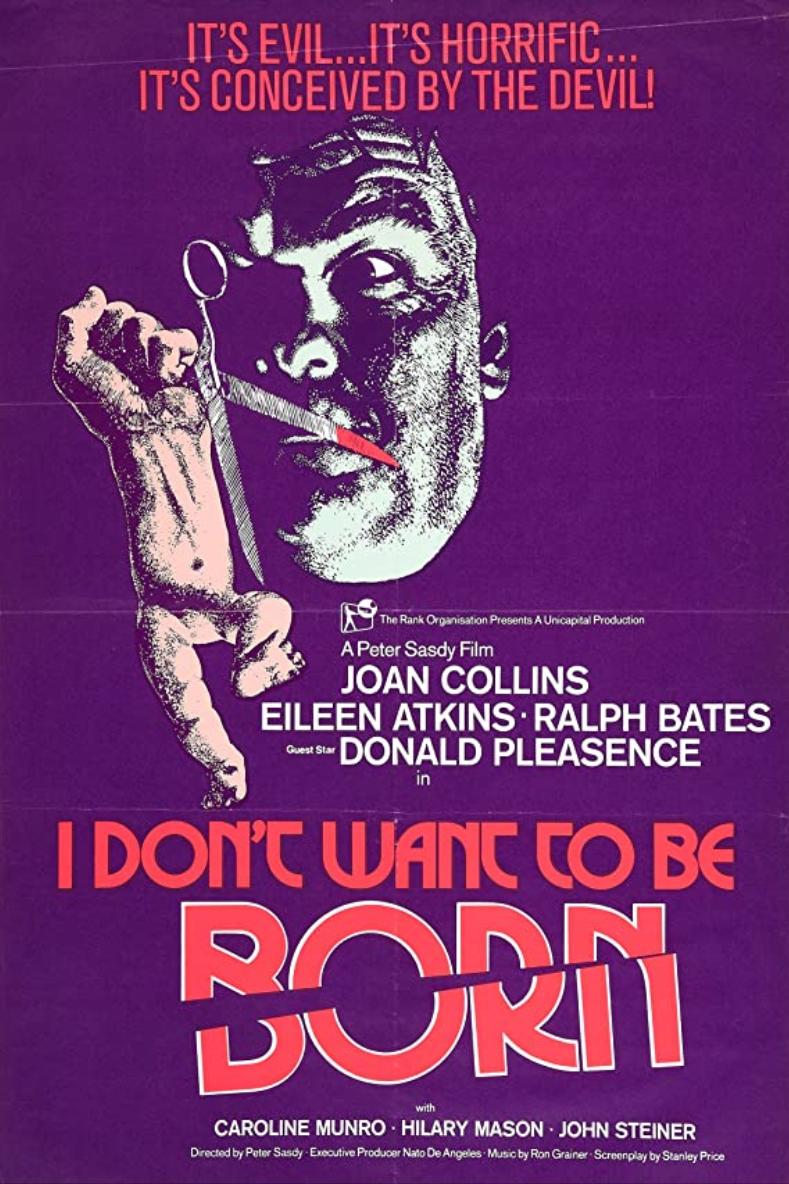 IT'S EVIL...IT'S HORRIFIC...
IT'S CONCEIVED BY THE DEVIL!
The Rank Organisation Presents A Unicapital Production
A Peter Sasdy Film
JOAN COLLINS
EILEEN ATKINS · RALPH BATES
Guest Star DONALD PLEASENCE
in
I DON'T WANT TO BE
BORN
with
CAROLINE MUNRO · HILARY MASON · JOHN STEINER
Directed by Peter Sasdy · Executive Producer Nato De Angeles · Music by Ron Grainer · Screenplay by Stanley Price